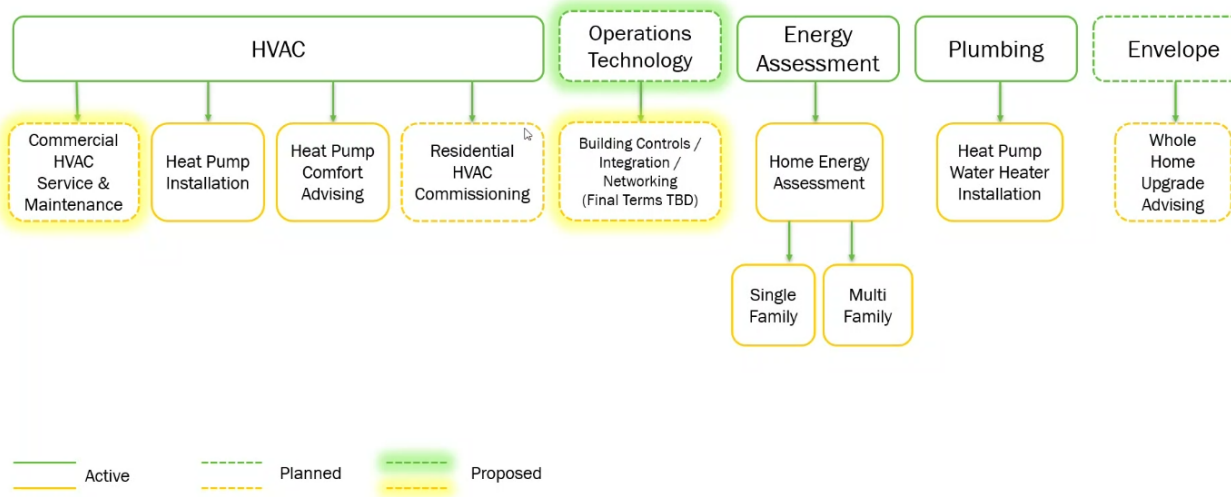 HVAC
Operations
Technology
Energy
Assessment
Plumbing
Envelope
Commercial
HVAC
Service &
Maintenance
Heat Pump
Installation
Heat Pump
Comfort
Advising
Residential
HVAC
Commissioning
Building Controls /
Integration /
Networking
(Final Terms TBD)
Home Energy
Assessment
Heat Pump
Water Heater
Installation
Whole
Home
Upgrade
Advising
Single
Family
Multi
Family
Active
Planned
Proposed